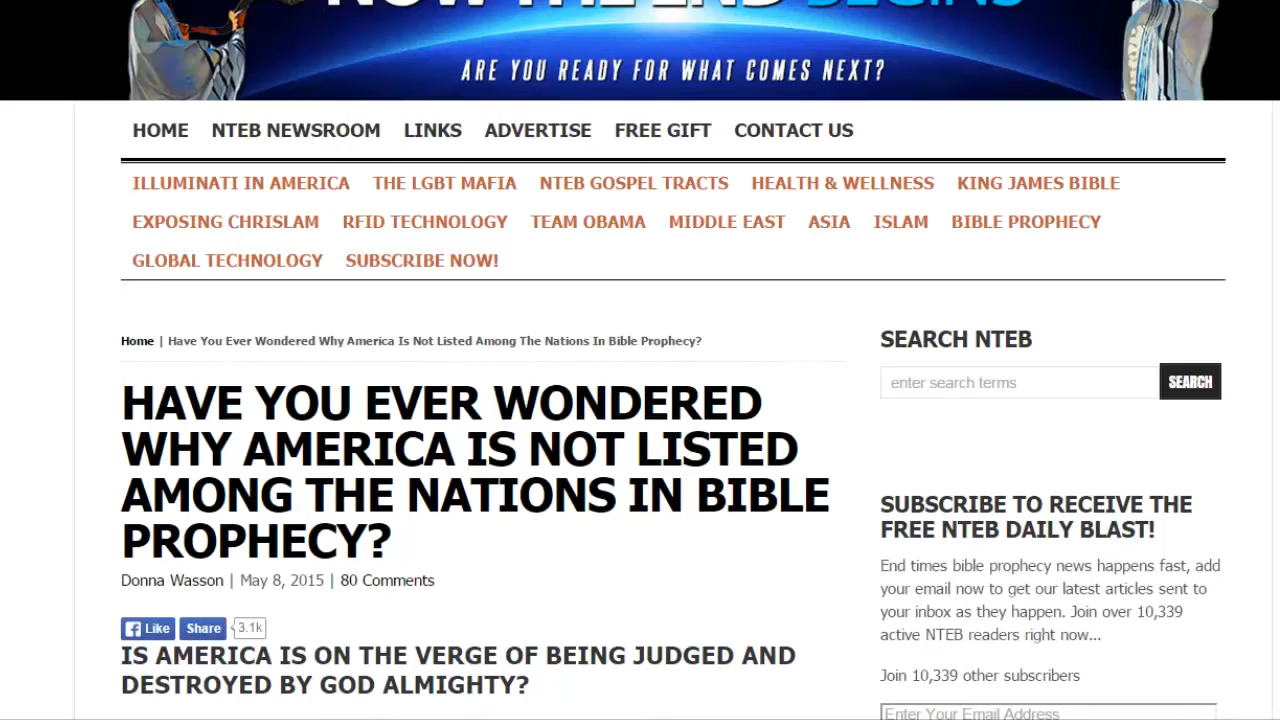 NOW THE END BEGINS
ARE YOU READY FOR WHAT COMES NEXT?
HOME NTEB NEWSROOM LINKS ADVERTISE FREE GIFT CONTACT US
ILLUMINATI IN AMERICA THE LGBT MAFIA NTEB GOSPEL TRACTS HEALTH & WELLNESS KING JAMES BIBLE
EXPOSING CHRISLAM RFID TECHNOLOGY TEAM OBAMA MIDDLE EAST ASIA ISLAM BIBLE PROPHECY
GLOBAL TECHNOLOGY SUBSCRIBE NOW!
Home | Have You Ever Wondered Why America Is Not Listed Among The Nations In Bible Prophecy?
HAVE YOU EVER WONDERED
WHY AMERICA IS NOT LISTED
AMONG THE NATIONS IN BIBLE
PROPHECY?
Donna Wasson | May 8, 2015 | 80 Comments
Like Share 3.1k
IS AMERICA IS ON THE VERGE OF BEING JUDGED AND
DESTROYED BY GOD ALMIGHTY?
SEARCH NTEB
enter search terms SEARCH
SUBSCRIBE TO RECEIVE THE
FREE NTEB DAILY BLAST!
End times bible prophecy news happens fast, add
your email now to get our latest articles sent to
your inbox as they happen. Join over 10,339
active NTEB readers right now...
Join 10,339 other subscribers
Enter Your Email Address